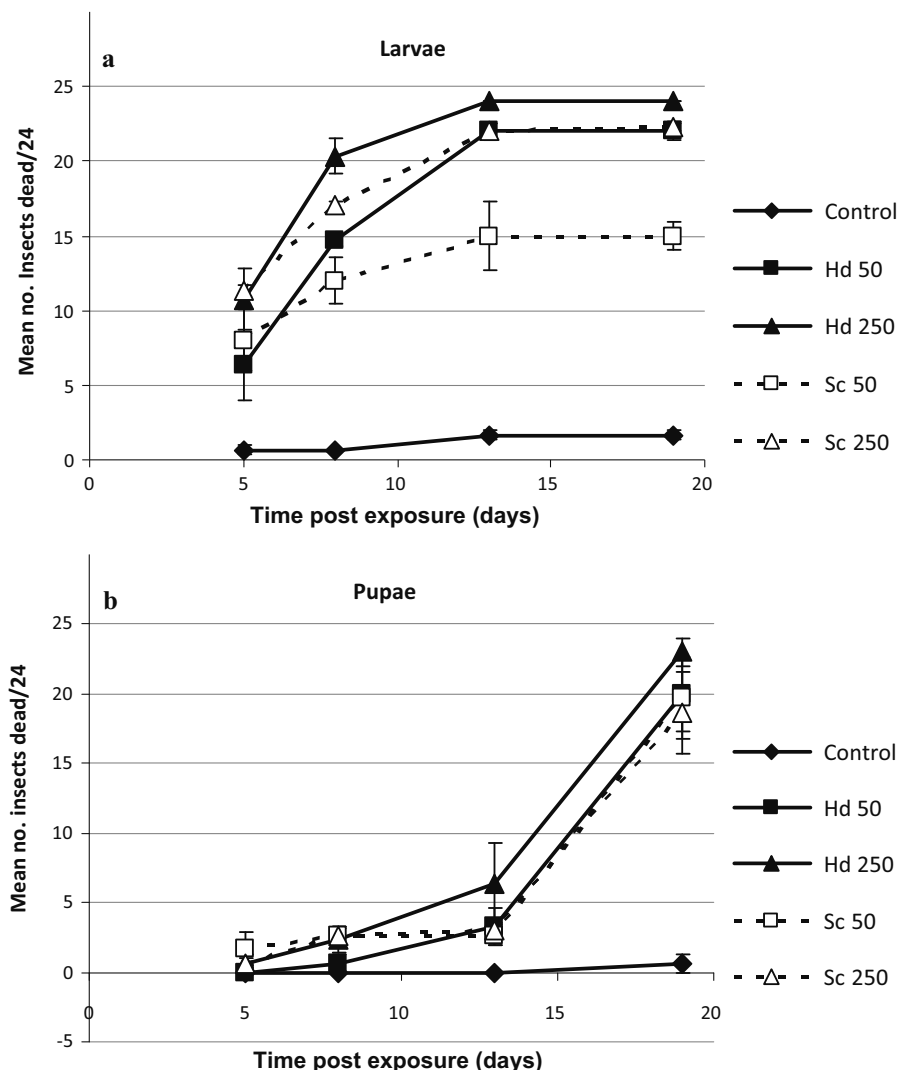 a
Larvae
Mean no. Insects dead/24
25
20
15
10
5
0
0 5 10 15 20
Time post exposure (days)
Control
Hd 50
Hd 250
Sc 50
Sc 250
b
Pupae
Mean no. insects dead/24
25
20
15
10
5
0
-5
0 5 10 15 20
Time post exposure (days)
Control
Hd 50
Hd 250
Sc 50
Sc 250